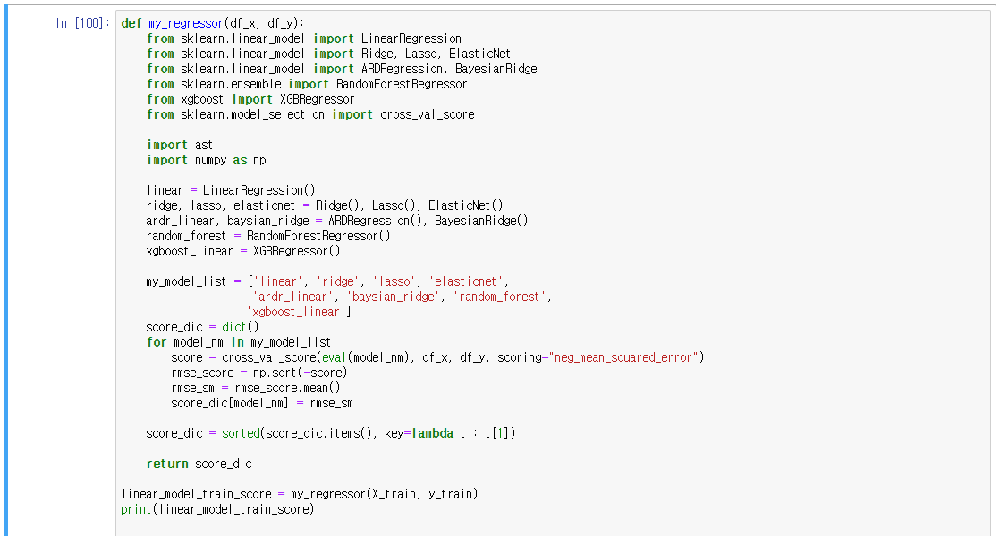 In [100]: def my_regressor(df_x, df_y):
from sklearn.linear_model import LinearRegression
from sklearn.linear_model import Ridge, Lasso, ElasticNet
from sklearn.linear_model import ARDRegression, BayesianRidge
from sklearn.ensemble import RandomForestRegressor
from xgboost import XGBRegressor
from sklearn.model_selection import cross_val_score
import ast
import numpy as np
linear = LinearRegression()
ridge, lasso, elasticnet = Ridge(), Lasso(), ElasticNet()
ardr_linear, baysian_ridge = ARDRegression(), BayesianRidge()
random_forest = RandomForestRegressor()
xgboost_linear = XGBRegressor()
my_model_list = ['linear', 'ridge', 'lasso', 'elasticnet',
'ardr_linear', 'baysian_ridge', 'random_forest',
'xgboost_linear']
score_dic = dict()
for model_nm in my_model_list:
score = cross_val_score(eval(model_nm), df_x, df_y, scoring="neg_mean_squared_error")
rmse_score = np.sqrt(-score)
rmse_sm = rmse_score.mean()
score_dic[model_nm] = rmse_sm
score_dic = sorted(score_dic.items(), key=lambda t : t[1])
return score_dic
linear_model_train_score = my_regressor(X_train, y_train)
print(linear_model_train_score)